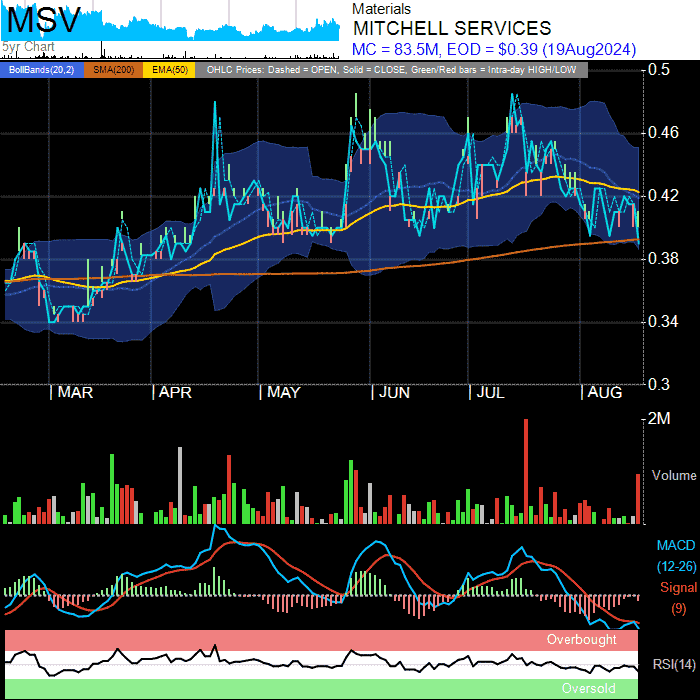 MSV
5yr Chart
Materials
MITCHELL SERVICES
MC = 83.5M, EOD = $0.39 (19Aug2024)
BollBands(20,2) SMA(200) EMA(50) OHLC Prices: Dashed = OPEN, Solid = CLOSE, Green/Red bars = Intra-day HIGH/LOW
0.5
0.46
0.42
0.38
0.34
0.3
MAR APR MAY JUN JUL AUG
2M
Volume
MACD
(12-26)
Signal
(9)
Overbought
RSI(14)
Oversold